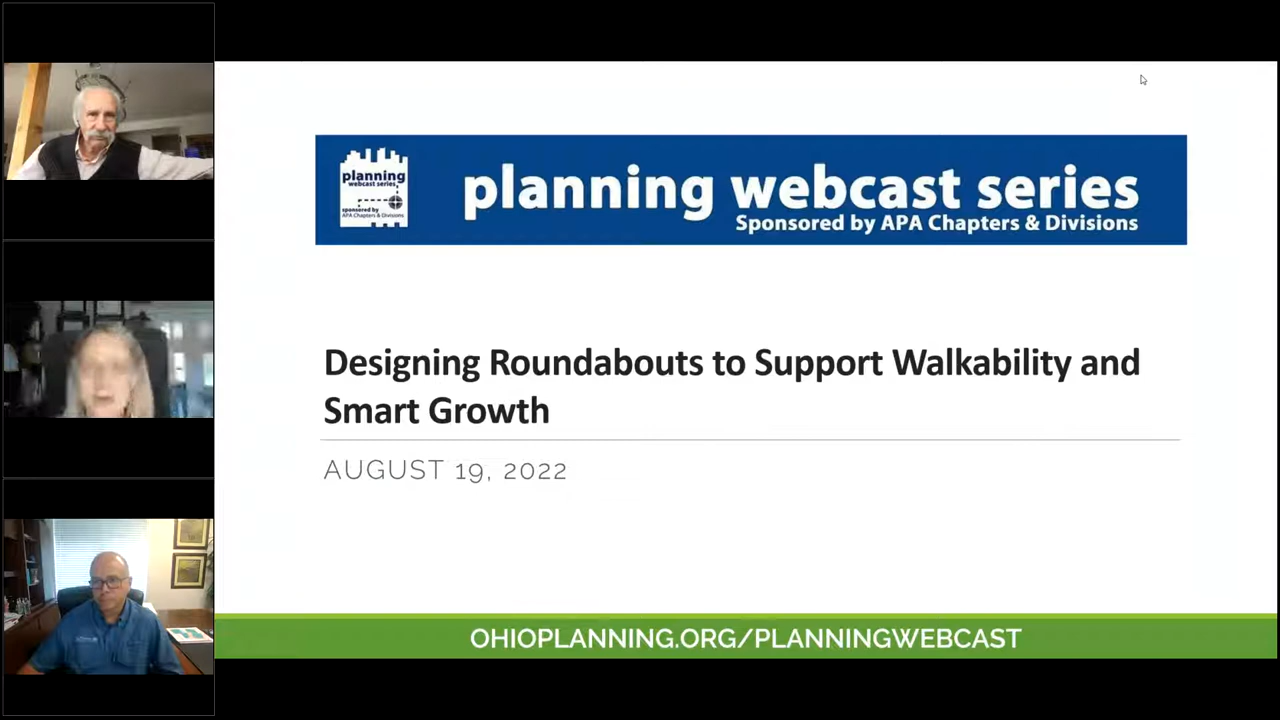 planning
webcast series
sponsored by
APA Chapters & Divisions
planning webcast series
Sponsored by APA Chapters & Divisions
Designing Roundabouts to Support Walkability and
Smart Growth
AUGUST 19, 2022
OHIOPLANNING.ORG/PLANNINGWEBCAST